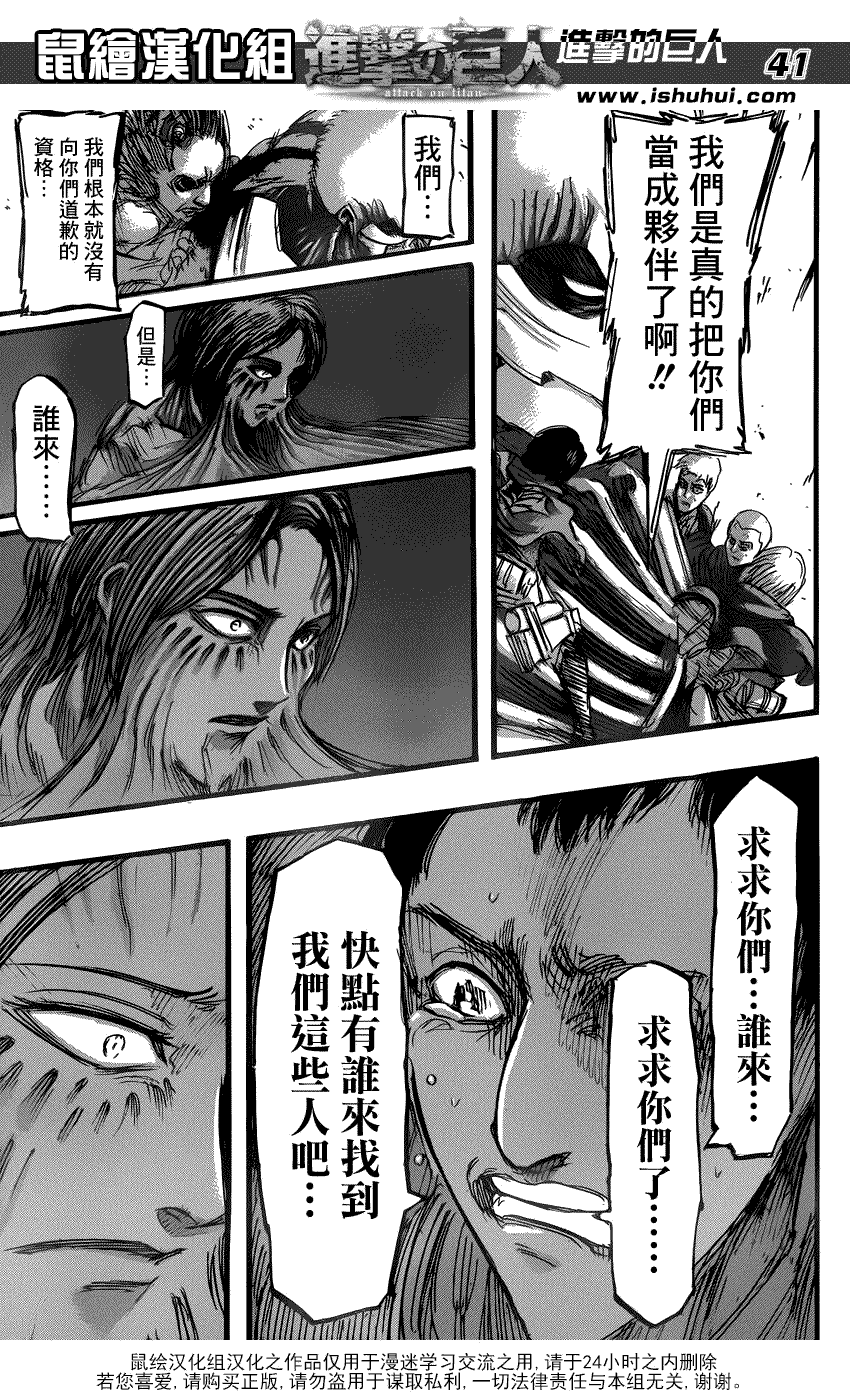 鼠繪漢化組
進撃の巨人
attack on titan
進擊的巨人
41
www.ishuhui.com
我們是真的把你們
當成夥伴了啊!!
我們…
我們根本就沒有
向你們道歉的
資格…
但是…
誰來……
求求你們…誰來…
求求你們了……
快點有誰來找到
我們這些人吧…
鼠绘汉化组汉化之作品仅用于漫迷学习交流之用,请于24小时之内删除
若您喜爱,请购买正版,请勿盗用于谋取私利,一切法律责任与本组无关,谢谢。